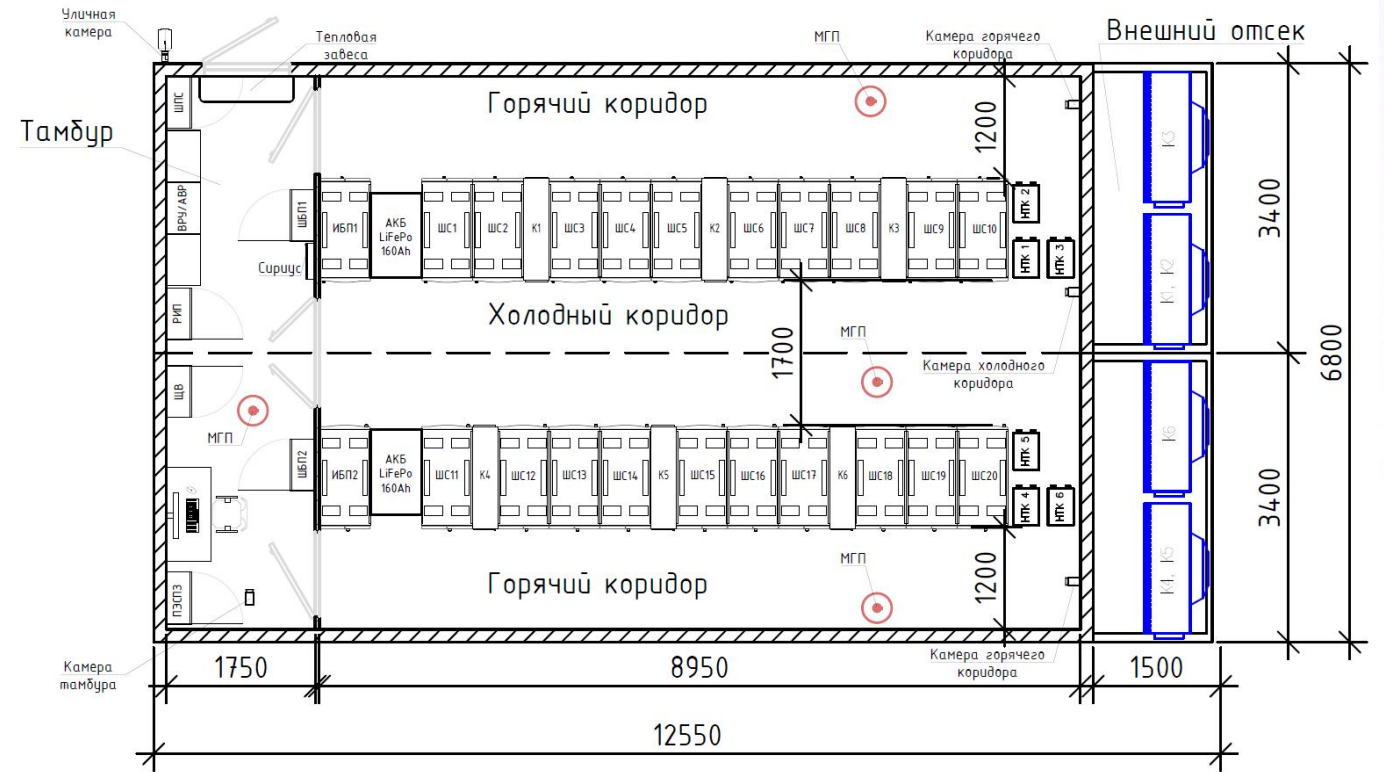 Уличная
камера
Тепловая
завеса
МГП
Камера горячего
коридора
Внешний отсек
Тамбур
ШПС
Горячий коридор
1200
К3
3400
ВРУ/АВР
ШБП1
ИБП1
АКБ
LiFePo
160Ah
ШС1
ШС2
К1
ШС3
ШС4
ШС5
К2
ШС6
ШС7
ШС8
К3
ШС9
ШС10
НТК 2
НТК 1
НТК 3
К1, К2
Сириус
РИП
Холодный коридор
МГП
1700
Камера холодного
коридора
6800
ЩВ
МГП
ШБП2
ИБП2
АКБ
LiFePo
160Ah
ШС11
К4
ШС12
ШС13
ШС14
К5
ШС15
ШС16
ШС17
К6
ШС18
ШС19
ШС20
НТК 5
НТК 4
НТК 6
К6
3400
К4, К5
ПЭСПЗ
Горячий коридор
МГП
1200
Камера
тамбура
Камера горячего
коридора
1750
8950
1500
12550